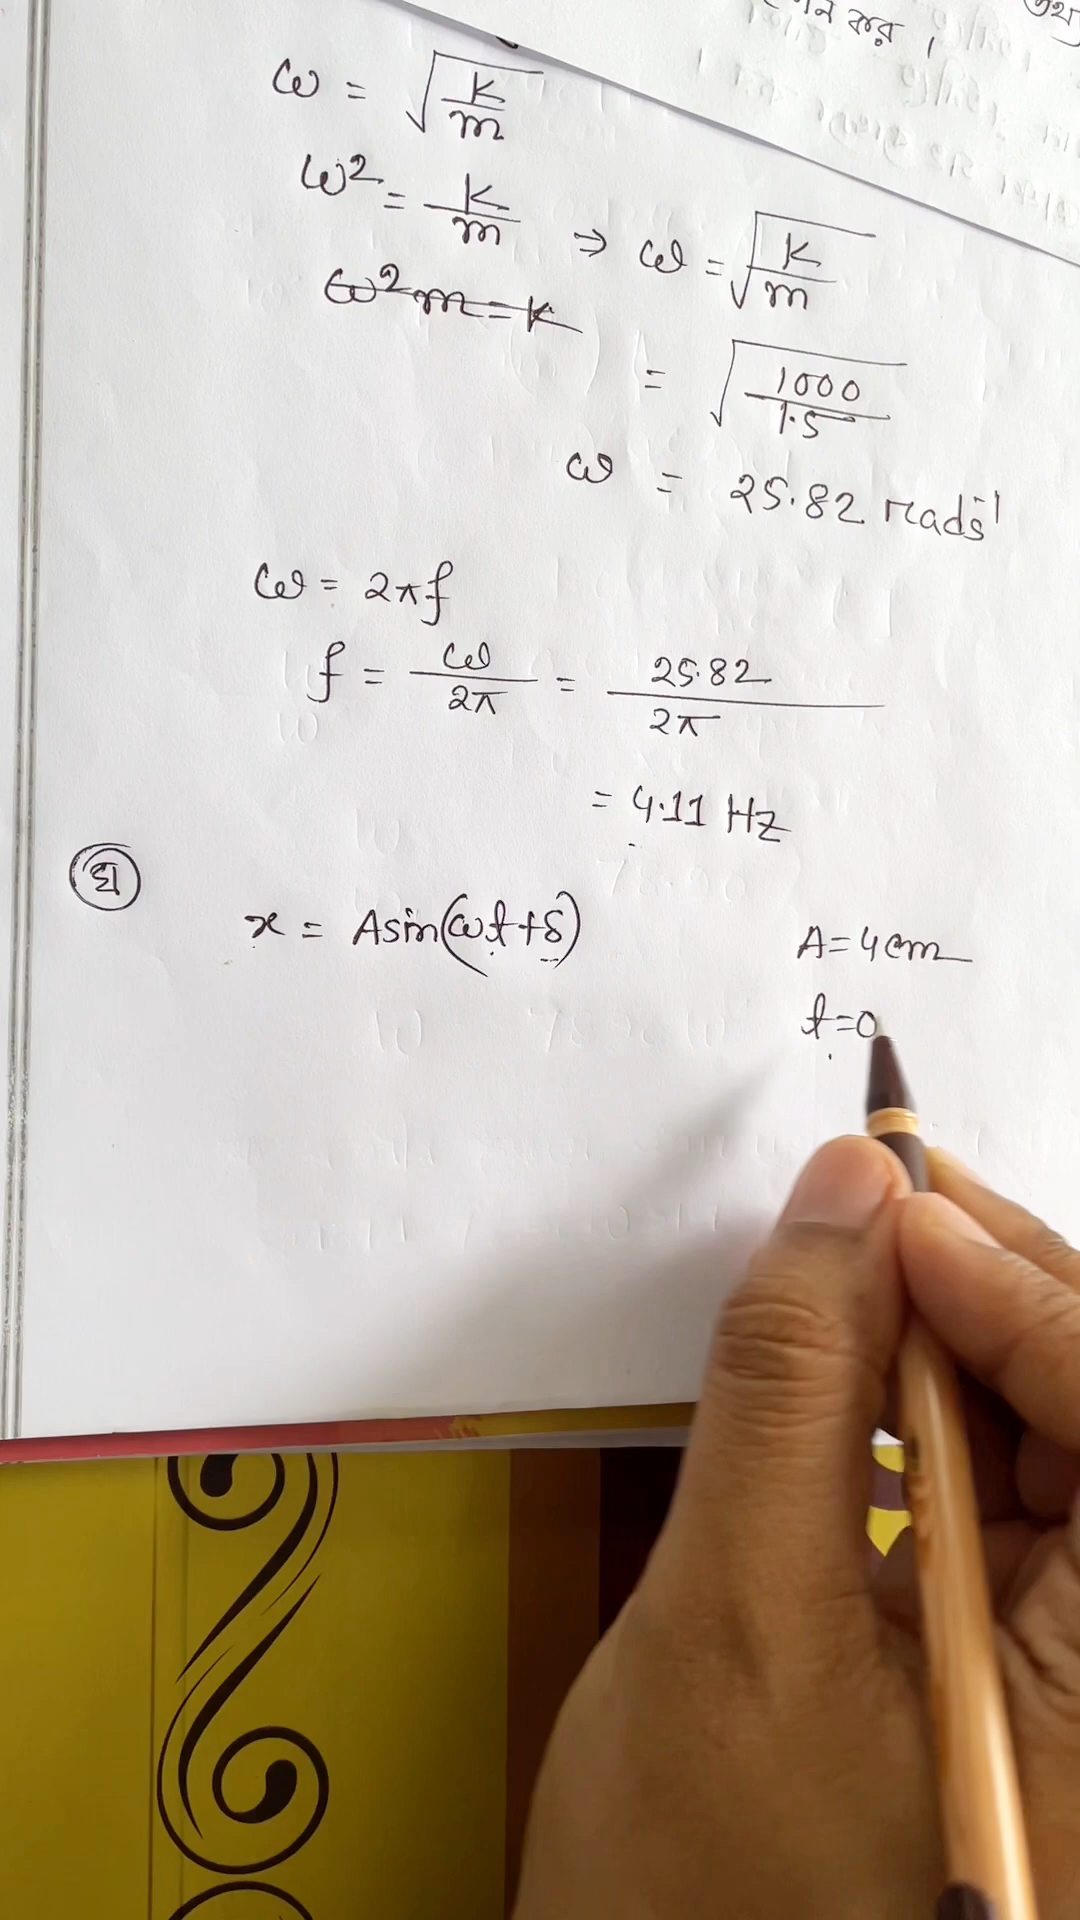 কর ।
ω = √(k/m)
ω² = k/m ⇒ ω = √(k/m)
ω²m = k
= √(1000/1.5)
ω = 25.82 rads⁻¹
ω = 2πf
f = ω/2π = 25.82/2π
= 4.11 Hz
ঘ
x = Asin(ωt+δ)
A = 4cm
t = 0